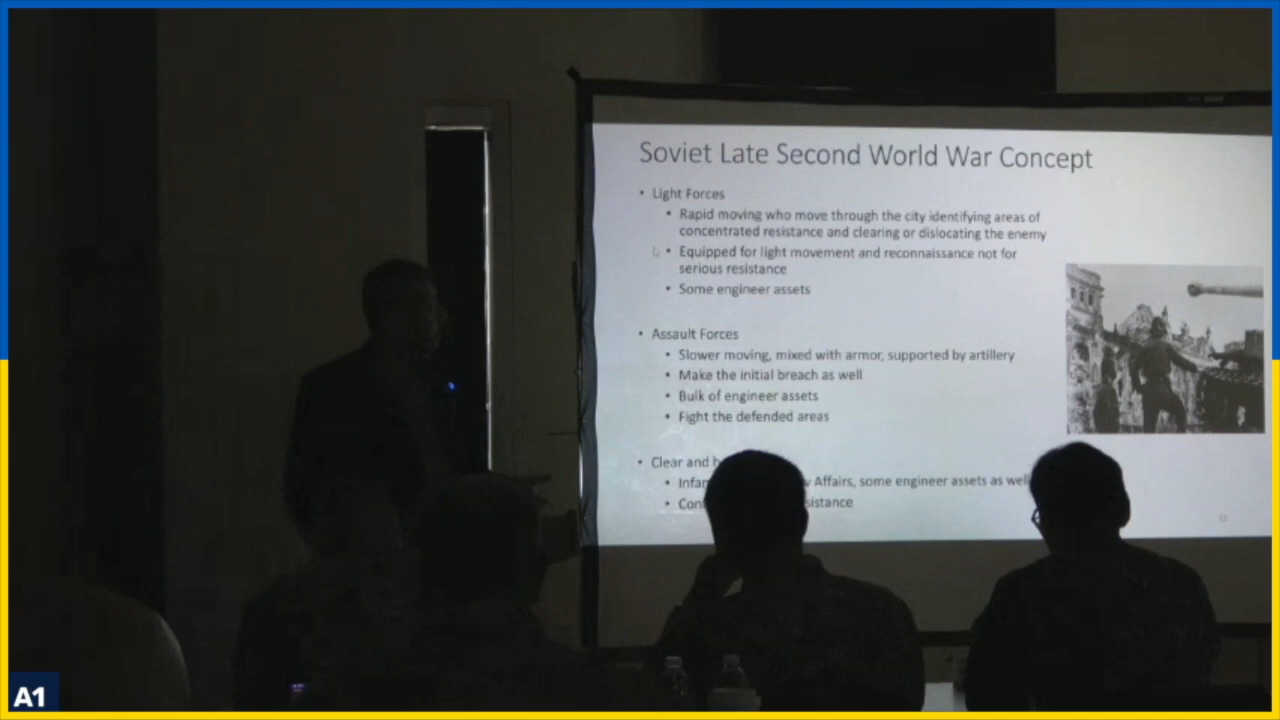 Soviet Late Second World War Concept
• Light Forces
• Rapid moving who move through the city identifying areas of
concentrated resistance and clearing or dislocating the enemy
• Equipped for light movement and reconnaissance not for
serious resistance
• Some engineer assets
• Assault Forces
• Slower moving, mixed with armor, supported by artillery
• Make the initial breach as well
• Bulk of engineer assets
• Fight the defended areas
• Clear and
• Affairs, some engineer assets as well
•
A1